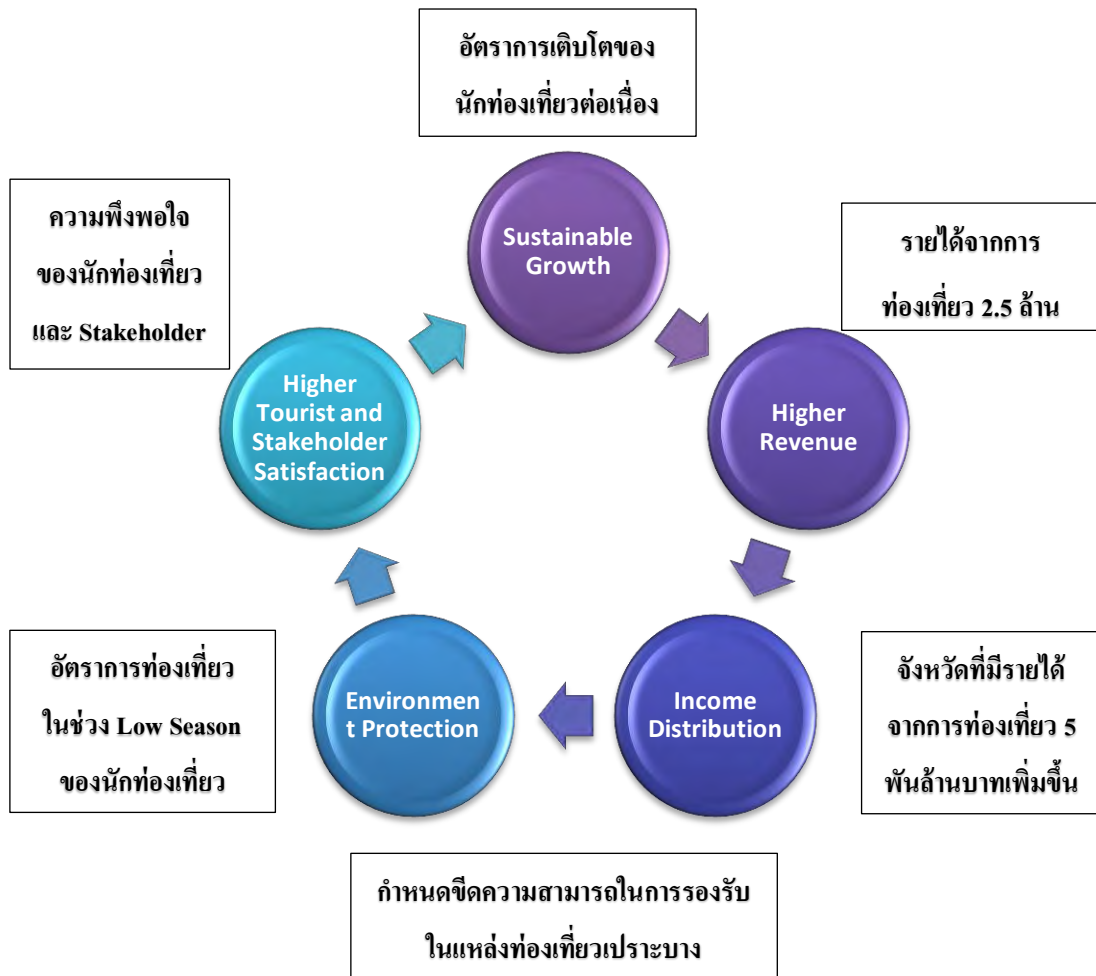 อัตราการเติบโตของ
นักท่องเที่ยวต่อเนื่อง
Sustainable
Growth
ความพึงพอใจ
ของนักท่องเที่ยว
และ Stakeholder
รายได้จากการ
ท่องเที่ยว 2.5 ล้าน
Higher
Tourist and
Stakeholder
Satisfaction
Higher
Revenue
อัตราการท่องเที่ยว
ในช่วง Low Season
ของนักท่องเที่ยว
Environmen
t Protection
Income
Distribution
จังหวัดที่มีรายได้
จากการท่องเที่ยว 5
พันล้านบาทเพิ่มขึ้น
กำหนดขีดความสามารถในการรองรับ
ในแหล่งท่องเที่ยวเปราะบาง